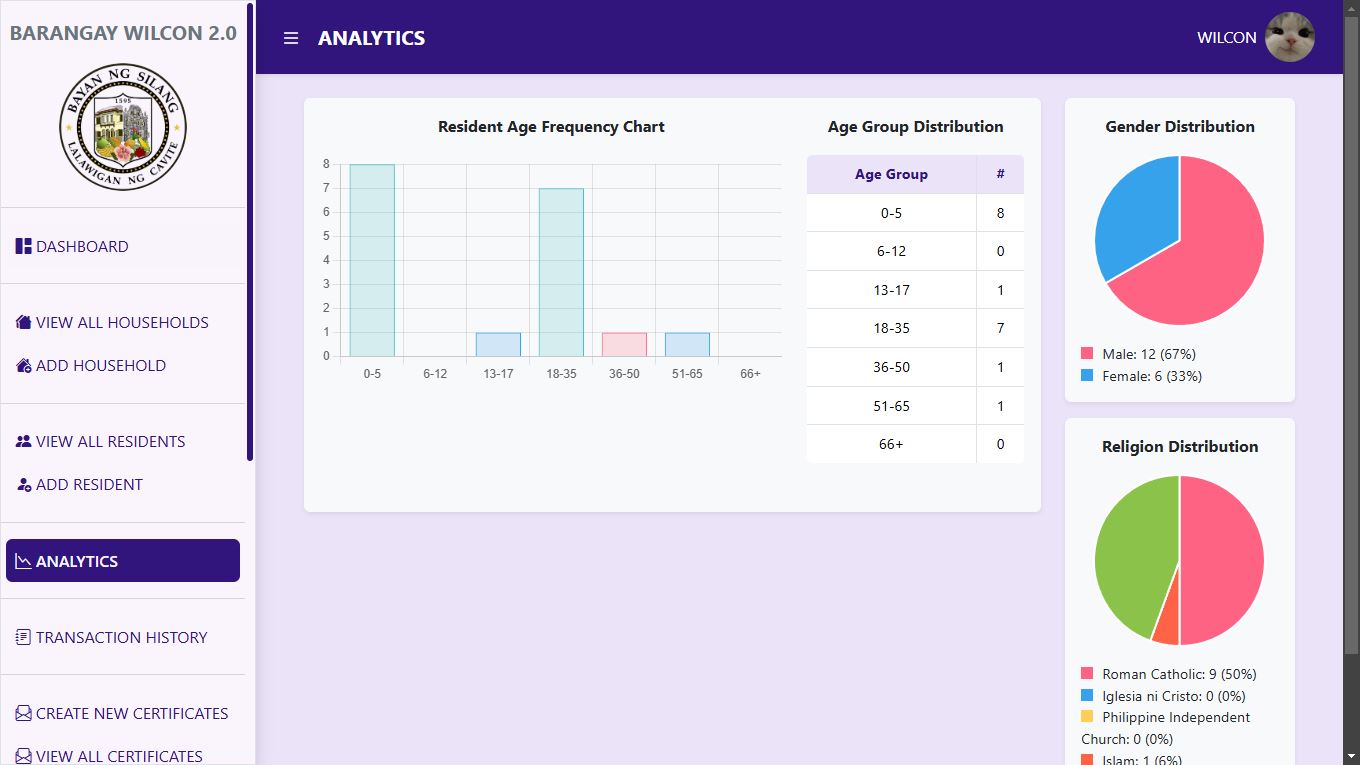 BARANGAY WILCON 2.0
BAYAN NG SILANG
1595
LALAWIGAN NG CAVITE
DASHBOARD
VIEW ALL HOUSEHOLDS
ADD HOUSEHOLD
VIEW ALL RESIDENTS
ADD RESIDENT
ANALYTICS
TRANSACTION HISTORY
CREATE NEW CERTIFICATES
VIEW ALL CERTIFICATES
ANALYTICS
WILCON
Resident Age Frequency Chart
8
7
6
5
4
3
2
1
0
0-5 6-12 13-17 18-35 36-50 51-65 66+
Age Group Distribution
Age Group #
0-5 8
6-12 0
13-17 1
18-35 7
36-50 1
51-65 1
66+ 0
Gender Distribution
Male: 12 (67%)
Female: 6 (33%)
Religion Distribution
Roman Catholic: 9 (50%)
Iglesia ni Cristo: 0 (0%)
Philippine Independent
Church: 0 (0%)
Islam: 1 (6%)